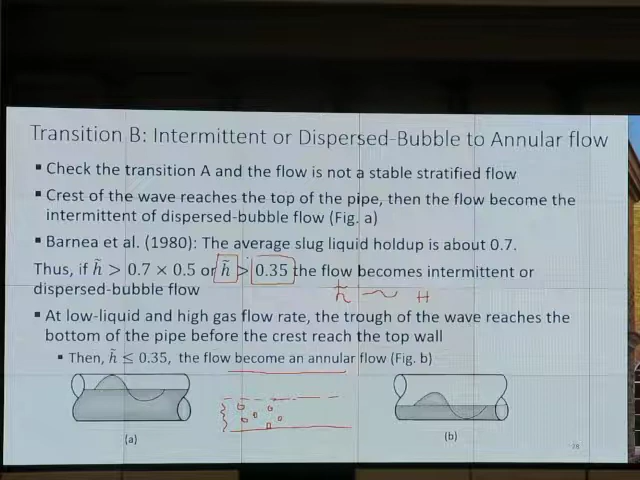 Transition B: Intermittent or Dispersed-Bubble to Annular flow
▪ Check the transition A and the flow is not a stable stratified flow
▪ Crest of the wave reaches the top of the pipe, then the flow become the
intermittent of dispersed-bubble flow (Fig. a)
▪ Barnea et al. (1980): The average slug liquid holdup is about 0.7.
Thus, if h̃ > 0.7 × 0.5 or h̃ > 0.35 the flow becomes intermittent or
dispersed-bubble flow
h̃ ~ H
▪ At low-liquid and high gas flow rate, the trough of the wave reaches the
bottom of the pipe before the crest reach the top wall
▪ Then, h̃ ≤ 0.35, the flow become an annular flow (Fig. b)
(a)
(b)
28